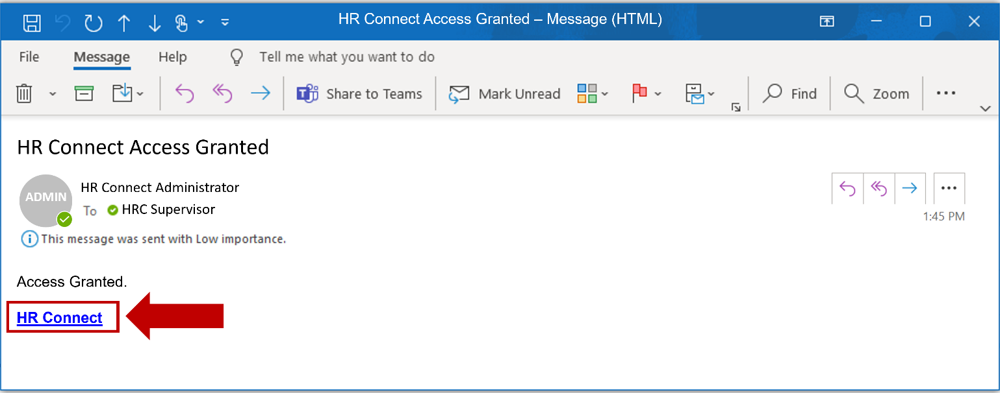 HR Connect Access Granted – Message (HTML)
File Message Help Tell me what you want to do
Share to Teams Mark Unread Find Zoom
HR Connect Access Granted
ADMIN
HR Connect Administrator
To HRC Supervisor
1:45 PM
This message was sent with Low importance.
Access Granted.
HR Connect